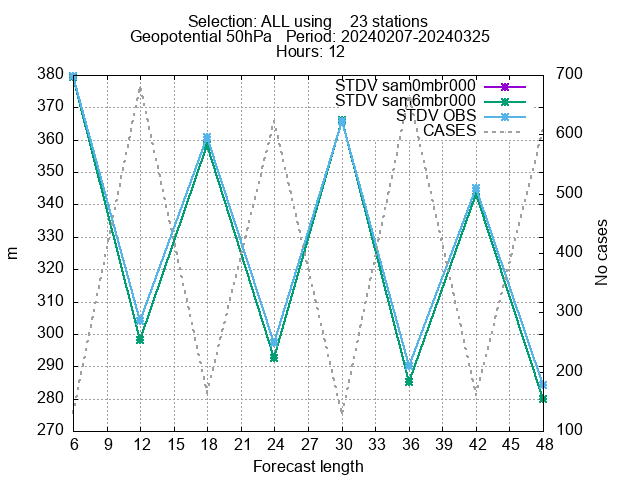 Selection: ALL using 23 stations
Geopotential 50hPa Period: 20240207-20240325
Hours: 12
STDV sam0mbr000
STDV sam6mbr000
STDV OBS
CASES
380
370
360
350
340
330
320
310
300
290
280
270
700
600
500
400
300
200
100
m
No cases
6 9 12 15 18 21 24 27 30 33 36 39 42 45 48
Forecast length